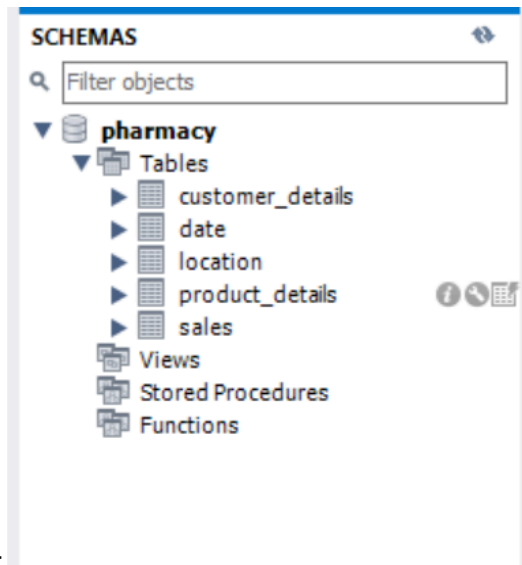 SCHEMAS
Filter objects
pharmacy
Tables
customer_details
date
location
product_details
sales
Views
Stored Procedures
Functions